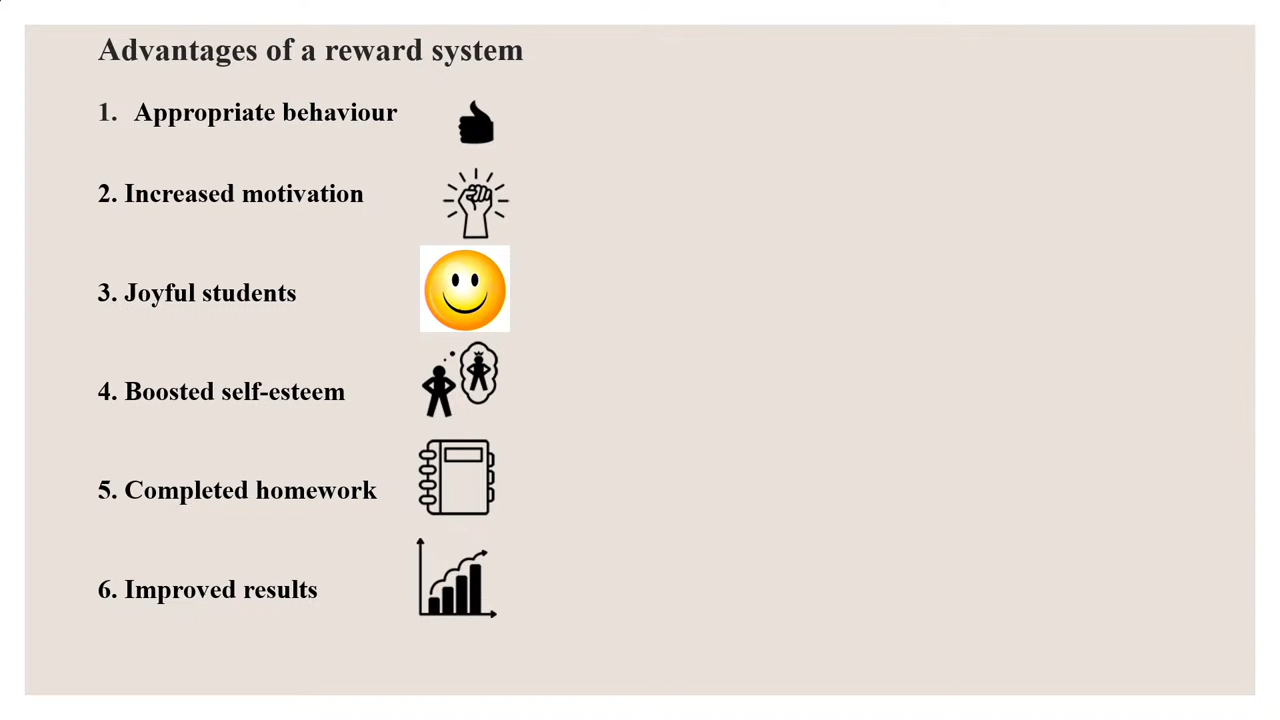 Advantages of a reward system
1. Appropriate behaviour
2. Increased motivation
3. Joyful students
4. Boosted self-esteem
5. Completed homework
6. Improved results